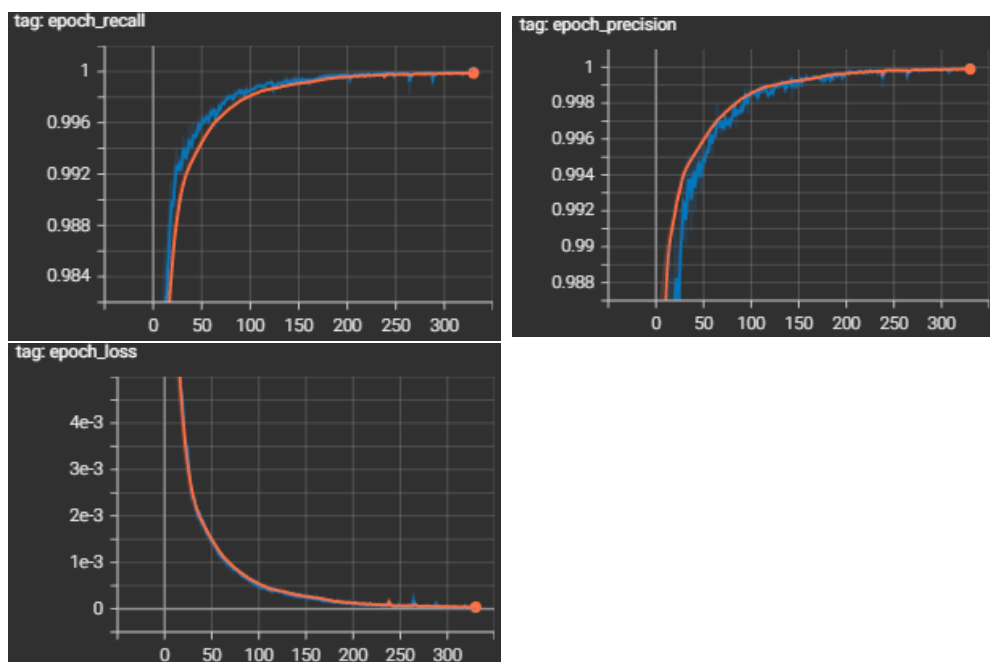 tag: epoch_recall
1
0.996
0.992
0.988
0.984
0 50 100 150 200 250 300
tag: epoch_precision
1
0.998
0.996
0.994
0.992
0.99
0.988
0 50 100 150 200 250 300
tag: epoch_loss
4e-3
3e-3
2e-3
1e-3
0
0 50 100 150 200 250 300